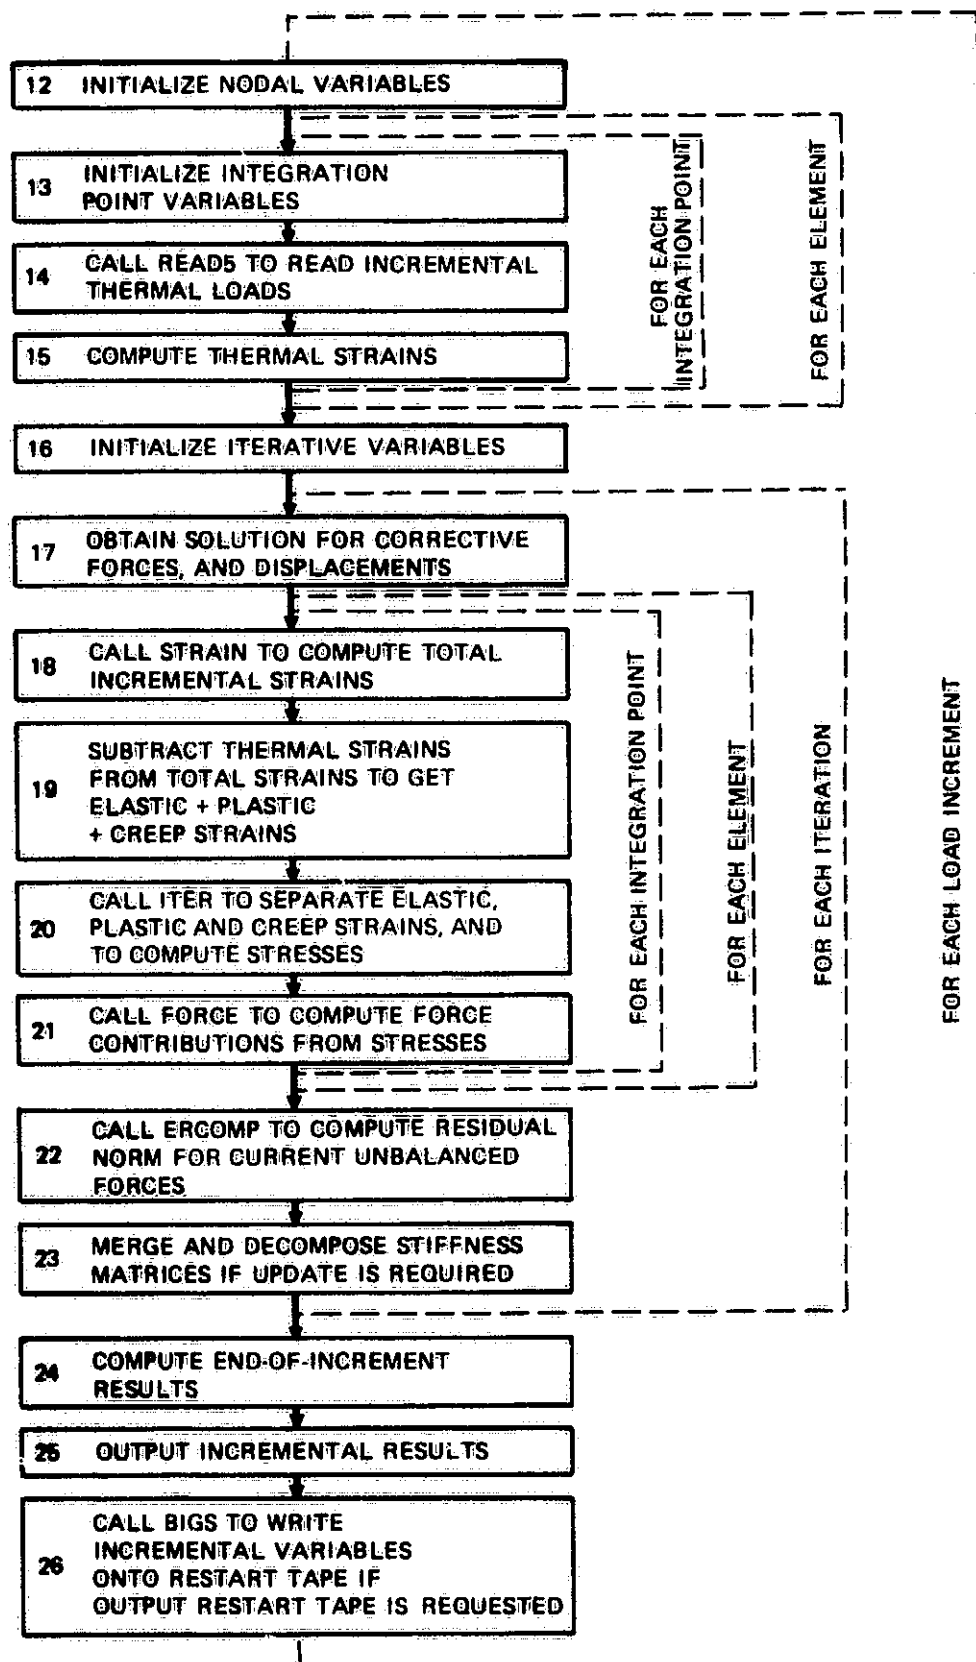 12 INITIALIZE NODAL VARIABLES
13 INITIALIZE INTEGRATION
POINT VARIABLES
14 CALL READ5 TO READ INCREMENTAL
THERMAL LOADS
15 COMPUTE THERMAL STRAINS
FOR EACH
INTEGRATION POINT
FOR EACH ELEMENT
16 INITIALIZE ITERATIVE VARIABLES
17 OBTAIN SOLUTION FOR CORRECTIVE
FORCES, AND DISPLACEMENTS
18 CALL STRAIN TO COMPUTE TOTAL
INCREMENTAL STRAINS
19 SUBTRACT THERMAL STRAINS
FROM TOTAL STRAINS TO GET
ELASTIC + PLASTIC
+ CREEP STRAINS
20 CALL ITER TO SEPARATE ELASTIC,
PLASTIC AND CREEP STRAINS, AND
TO COMPUTE STRESSES
21 CALL FORCE TO COMPUTE FORCE
CONTRIBUTIONS FROM STRESSES
FOR EACH INTEGRATION POINT
FOR EACH ELEMENT
FOR EACH ITERATION
FOR EACH LOAD INCREMENT
22 CALL ERCOMP TO COMPUTE RESIDUAL
NORM FOR CURRENT UNBALANCED
FORCES
23 MERGE AND DECOMPOSE STIFFNESS
MATRICES IF UPDATE IS REQUIRED
24 COMPUTE END-OF-INCREMENT
RESULTS
25 OUTPUT INCREMENTAL RESULTS
26 CALL BIGS TO WRITE
INCREMENTAL VARIABLES
ONTO RESTART TAPE IF
OUTPUT RESTART TAPE IS REQUESTED